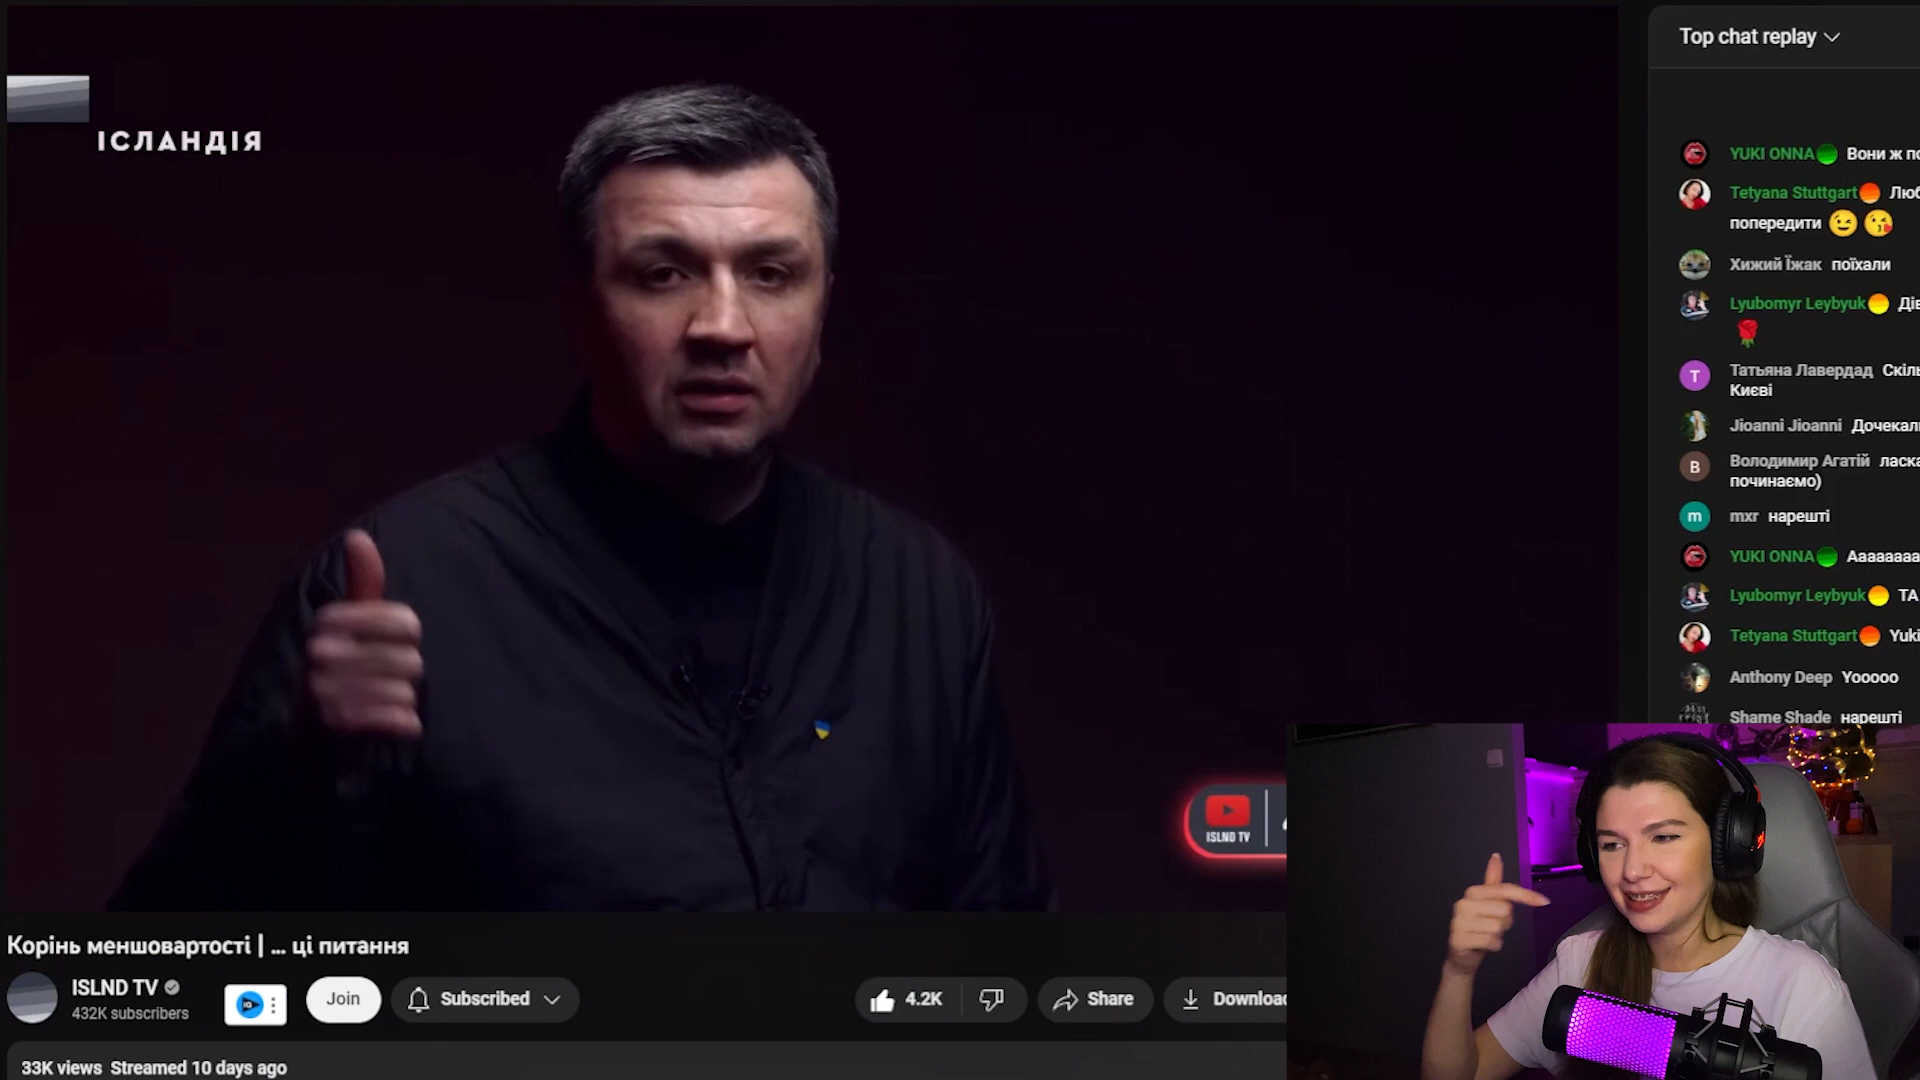 ІСЛАНДІЯ
ISLND TV
Корінь меншовартості | ... ці питання
ISLND TV
432K subscribers
Join
Subscribed
4.2K
Share
33K views Streamed 10 days ago
Top chat replay
YUKI ONNA Вони ж
Tetyana Stuttgart
попередити
Хижий Їжак поїхали
Lyubomyr Leybyuk
T
Татьяна Лавердад
Києві
Jioanni Jioanni
В
Володимир Агатій
починаємо)
m
mxr нарешті
YUKI ONNA
Lyubomyr Leybyuk ТА
Tetyana Stuttgart Yuki
Anthony Deep Yooooo
Shame Shade нарешті